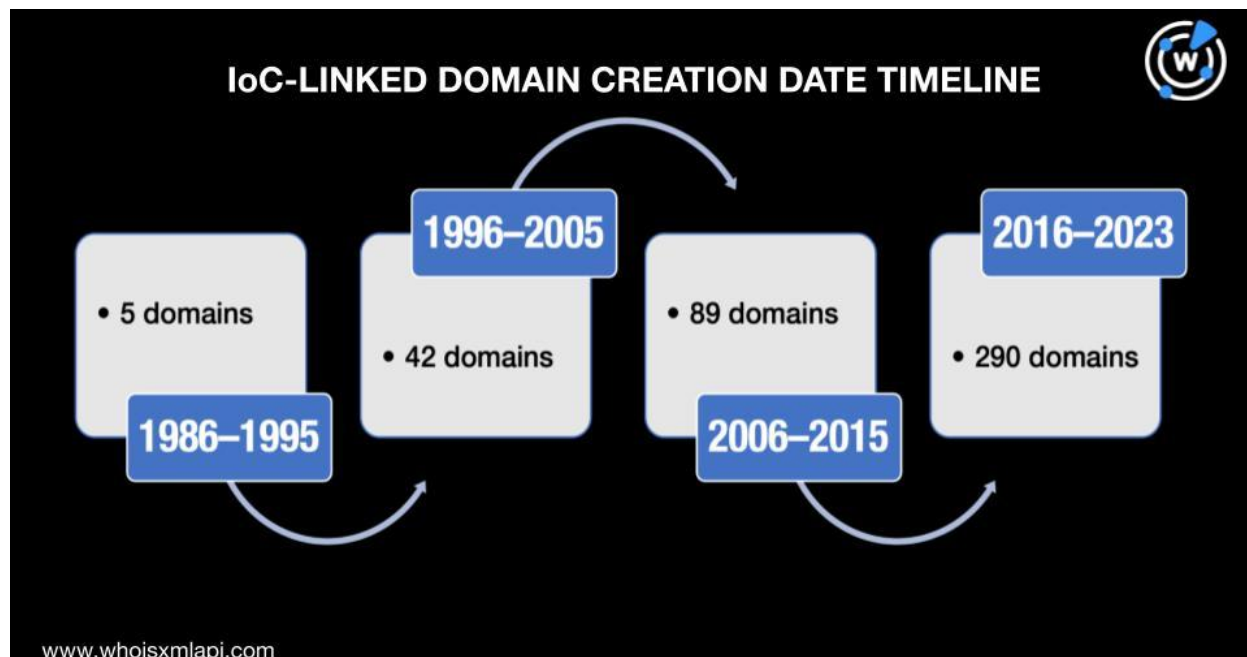 IoC-LINKED DOMAIN CREATION DATE TIMELINE
W
• 5 domains
1986–1995
1996–2005
• 42 domains
• 89 domains
2006–2015
2016–2023
• 290 domains
www.whoisxmlapi.com